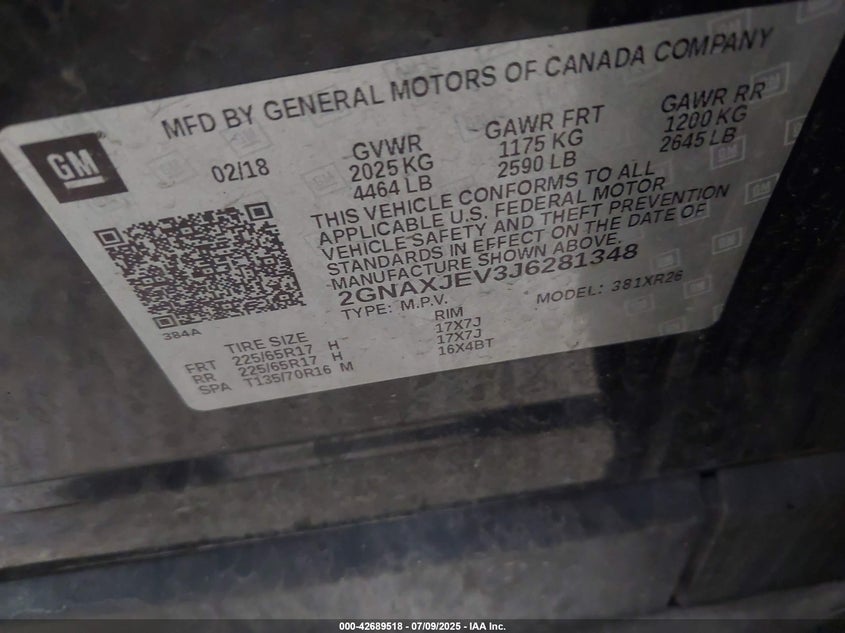 MFD BY GENERAL MOTORS OF CANADA COMPANY
GM
02/18
GVWR
2025 KG
4464 LB
GAWR FRT
1175 KG
2590 LB
GAWR RR
1200 KG
2645 LB
THIS VEHICLE CONFORMS TO ALL
APPLICABLE U.S. FEDERAL MOTOR
VEHICLE SAFETY AND THEFT PREVENTION
STANDARDS IN EFFECT ON THE DATE OF
MANUFACTURE SHOWN ABOVE.
2GNAXJEV3J6281348
TYPE: M.P.V.
MODEL: 381XR26
384A
TIRE SIZE
RIM
FRT 225/65R17 H 17X7J
RR 225/65R17 H 17X7J
SPA T135/70R16 M 16X4BT
000-42689518 - 07/09/2025 - IAA Inc.